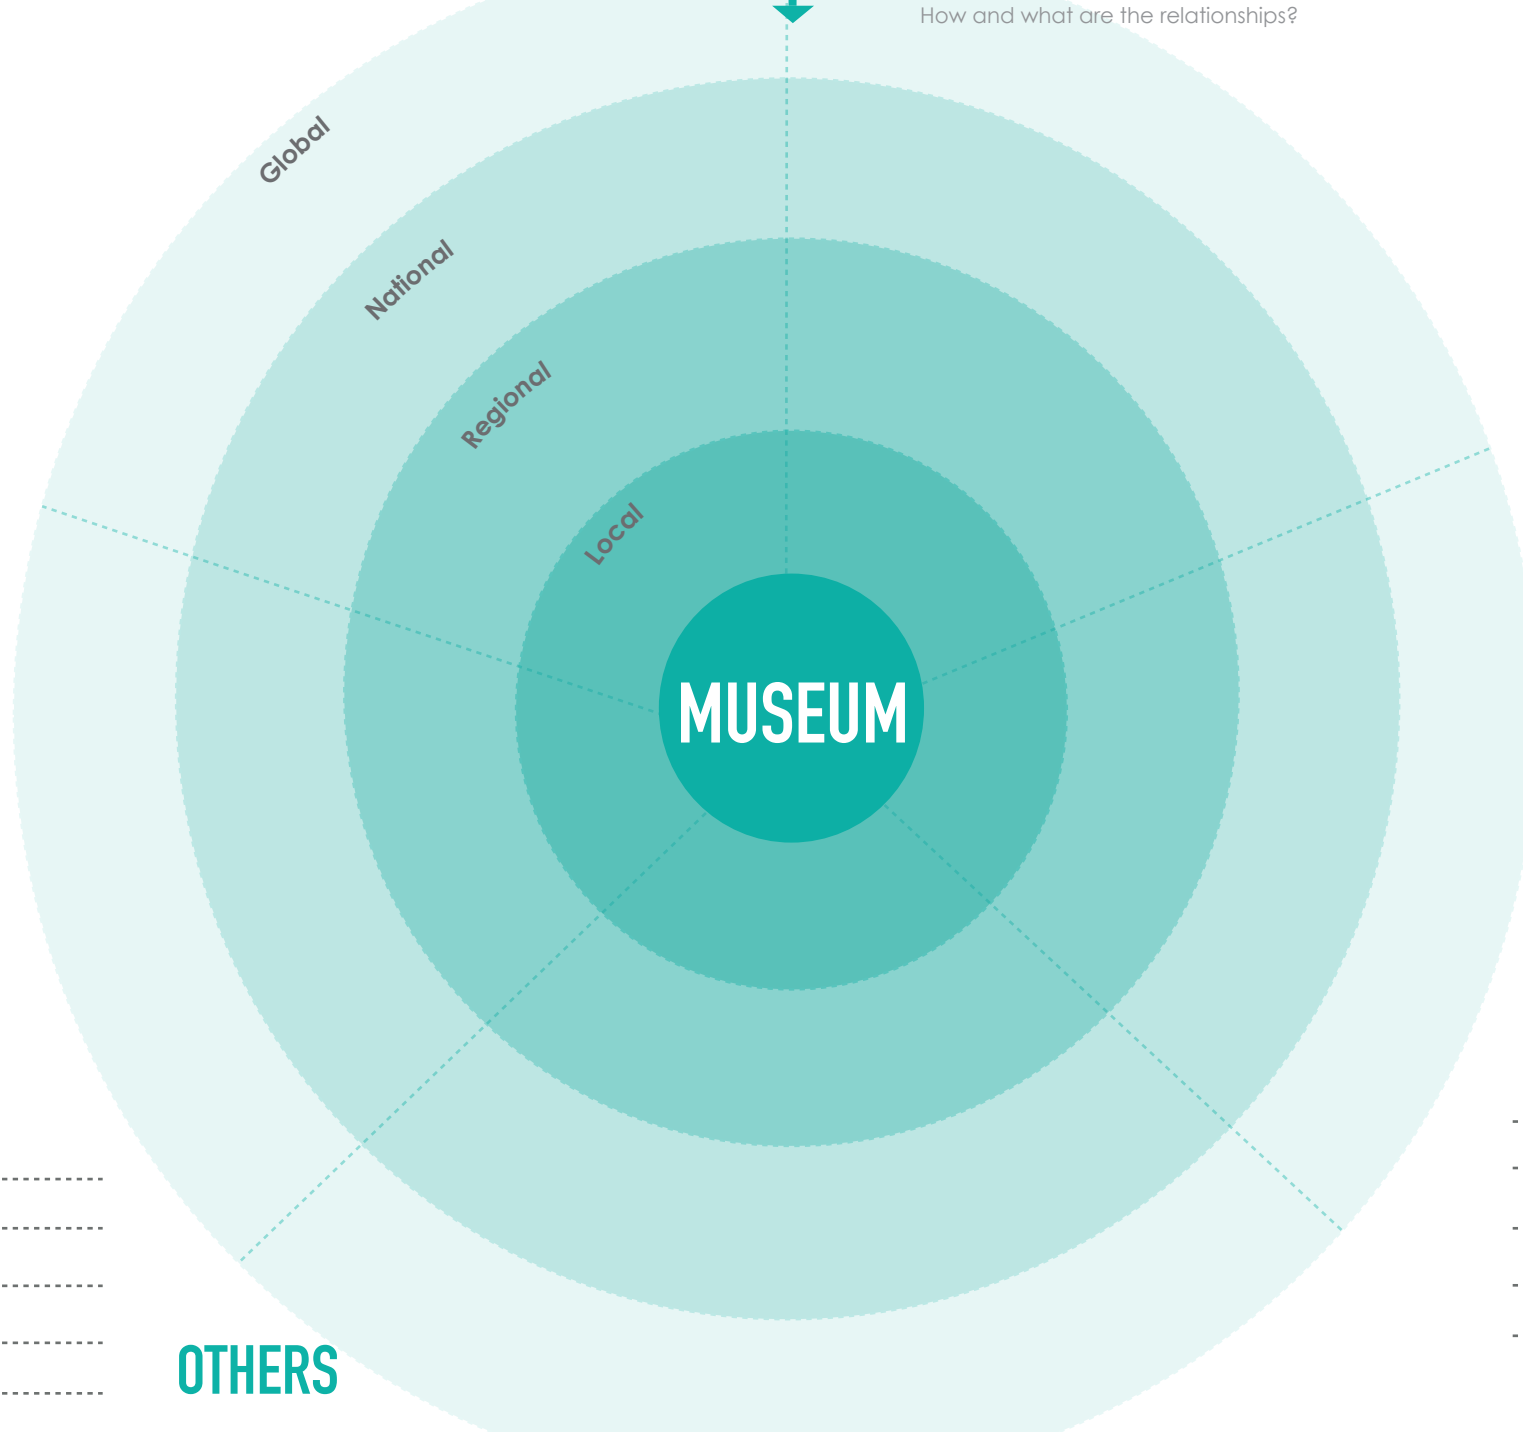 How and what are the relationships?
Global
National
Regional
Local
MUSEUM
OTHERS